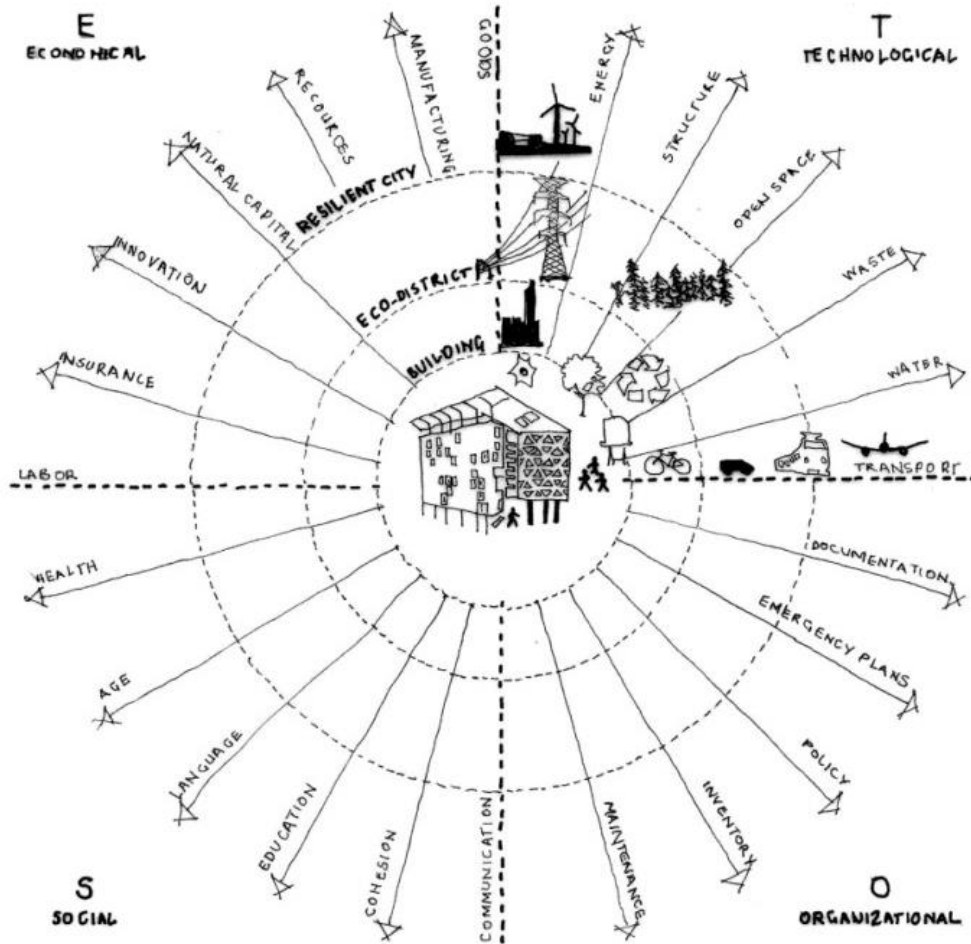 E
ECONOMICAL
T
TECHNOLOGICAL
GOODS
MANUFACTURING
RECOURCES
NATURAL CAPITAL
INNOVATION
INSURANCE
LABOR
ENERGY
STRUCTURE
OPEN SPACE
WASTE
WATER
TRANSPORT
RESILIENT CITY
ECO-DISTRICT
BUILDING
HEALTH
AGE
LANGUAGE
EDUCATION
COHESION
COMMUNICATION
MAINTENANCE
INVENTORY
POLICY
EMERGENCY PLANS
DOCUMENTATION
S
SOCIAL
O
ORGANIZATIONAL